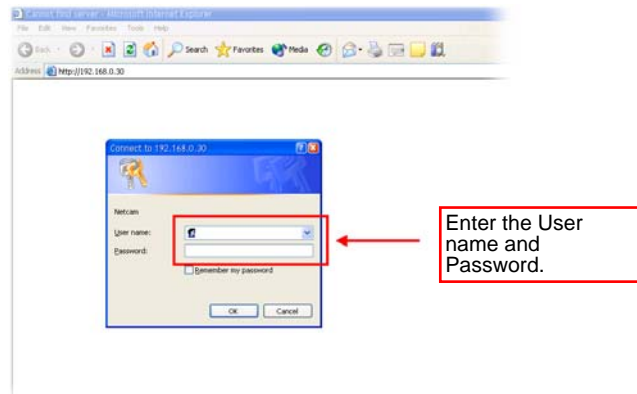 Cannot find server - Microsoft Internet Explorer
File Edit View Favorites Tools Help
Back Search Favorites Media
Address http://192.168.0.30
Connect to 192.168.0.30
Netcam
User name:
Password:
Remember my password
OK Cancel
Enter the User
name and
Password.